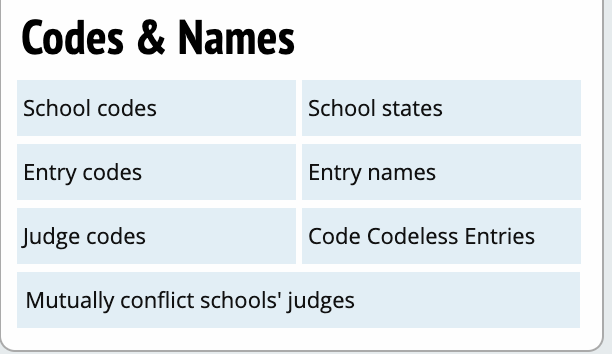 Codes & Names
School codes
School states
Entry codes
Entry names
Judge codes
Code Codeless Entries
Mutually conflict schools' judges